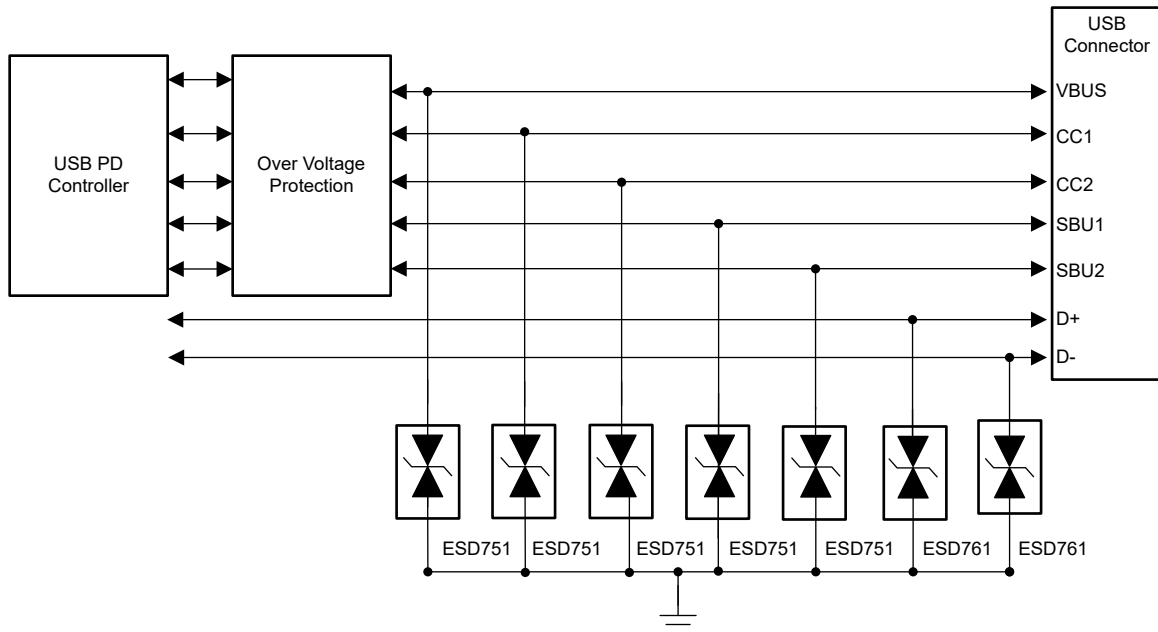 USB
Connector
VBUS
CC1
CC2
SBU1
SBU2
D+
D-
USB PD
Controller
Over Voltage
Protection
ESD751
ESD751
ESD751
ESD751
ESD751
ESD761
ESD761